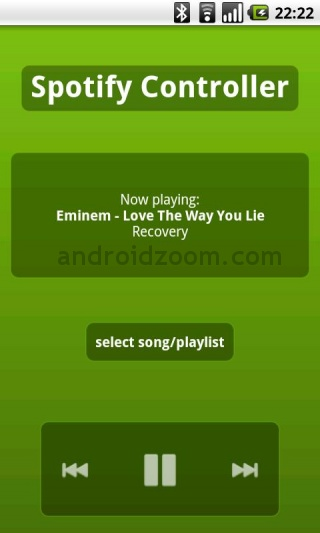 22:22
Spotify Controller
Now playing:
Eminem - Love The Way You Lie
Recovery
androidzoom.com
select song/playlist